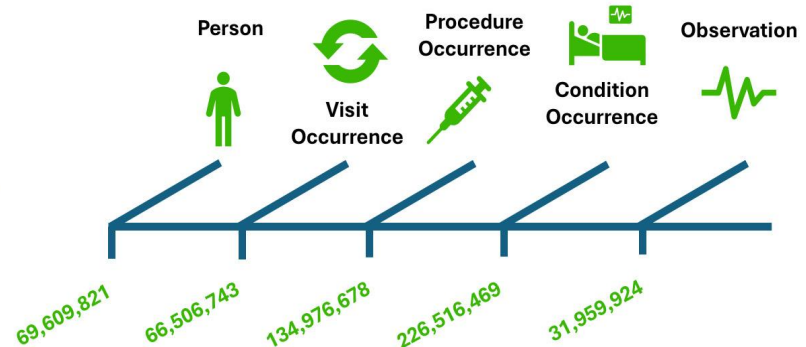 Person
Visit
Occurrence
Procedure
Occurrence
Condition
Occurrence
Observation
69,609,821
66,506,743
134,976,678
226,516,469
31,959,924